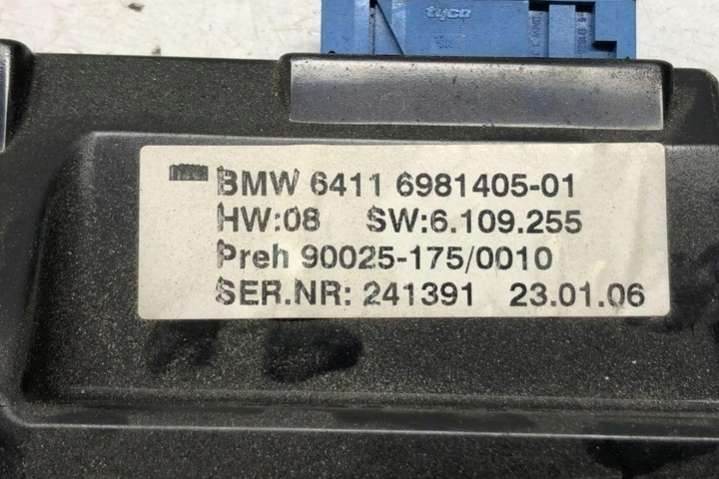 tyco
BMW 6411 6981405-01
HW:08 SW:6.109.255
Preh 90025-175/0010
SER.NR: 241391 23.01.06